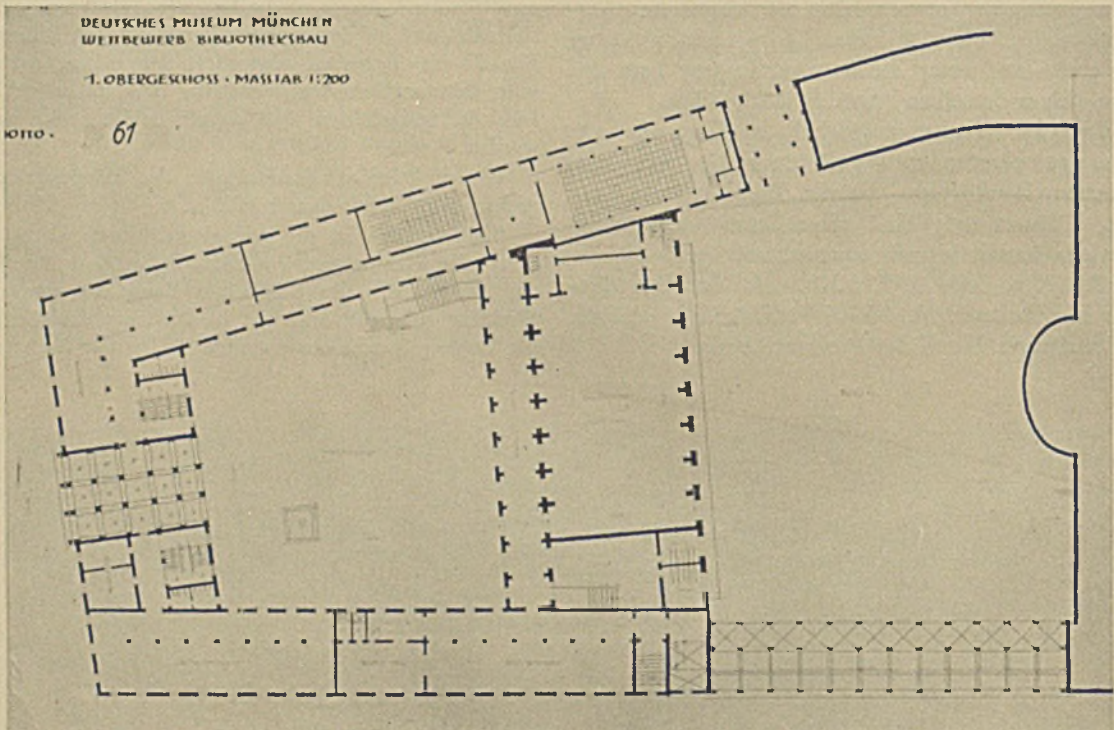 DEUTSCHES MUSEUM MÜNCHEN
WETTBEWERB BIBLIOTHEKSBAU
1. OBERGESCHOSS · MASSTAB 1:200
61